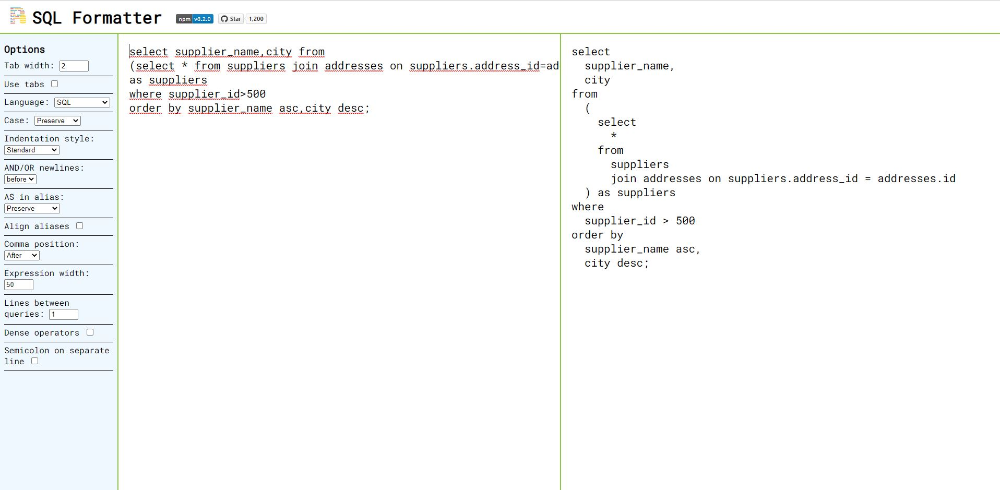 SQL Formatter npm v8.2.0 Star 1,200
Options
Tab width: 2
Use tabs
Language: SQL
Case: Preserve
Indentation style:
Standard
AND/OR newlines:
before
AS in alias:
Preserve
Align aliases
Comma position:
After
Expression width:
50
Lines between
queries: 1
Dense operators
Semicolon on separate
line
select supplier_name,city from
(select * from suppliers join addresses on suppliers.address_id=ad
as suppliers
where supplier_id>500
order by supplier_name asc,city desc;
select
  supplier_name,
  city
from
  (
    select
      *
    from
      suppliers
      join addresses on suppliers.address_id = addresses.id
  ) as suppliers
where
  supplier_id > 500
order by
  supplier_name asc,
  city desc;